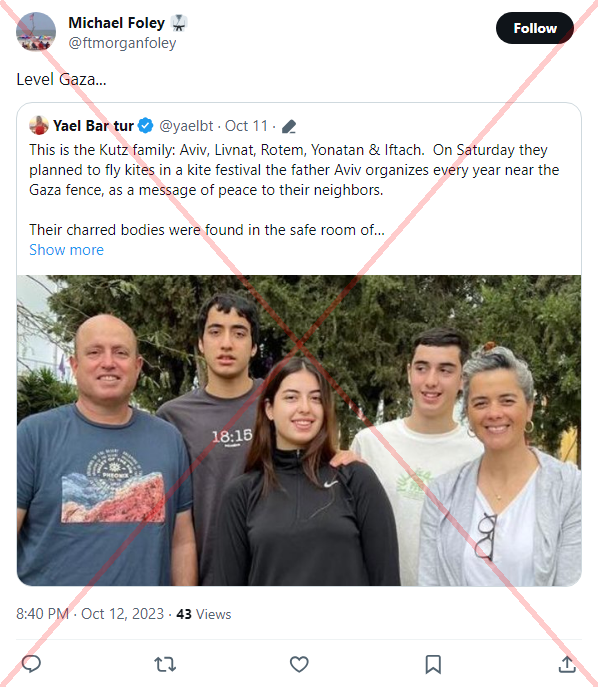 Michael Foley
@ftmorganfoley
Follow
Level Gaza...
Yael Bar tur @yaelbt · Oct 11 ·
This is the Kutz family: Aviv, Livnat, Rotem, Yonatan & Iftach. On Saturday they
planned to fly kites in a kite festival the father Aviv organizes every year near the
Gaza fence, as a message of peace to their neighbors.
Their charred bodies were found in the safe room of...
Show more
18:15
8:40 PM · Oct 12, 2023 · 43 Views